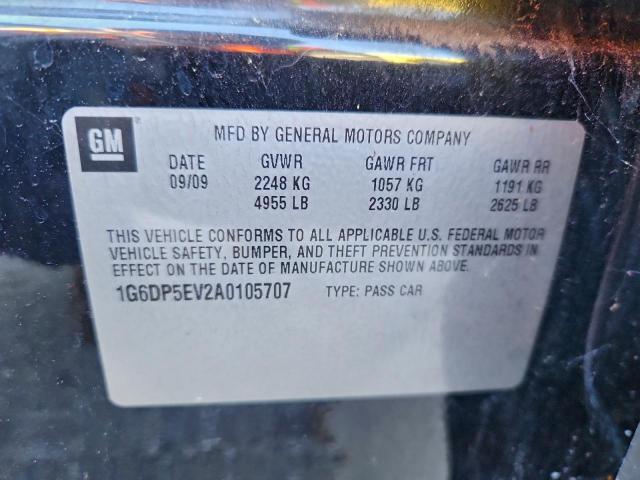 GM
MFD BY GENERAL MOTORS COMPANY
DATE GVWR GAWR FRT GAWR RR
09/09 2248 KG 1057 KG 1191 KG
4955 LB 2330 LB 2625 LB
THIS VEHICLE CONFORMS TO ALL APPLICABLE U.S. FEDERAL MOTOR
VEHICLE SAFETY, BUMPER, AND THEFT PREVENTION STANDARDS IN
EFFECT ON THE DATE OF MANUFACTURE SHOWN ABOVE.
1G6DP5EV2A0105707 TYPE: PASS CAR